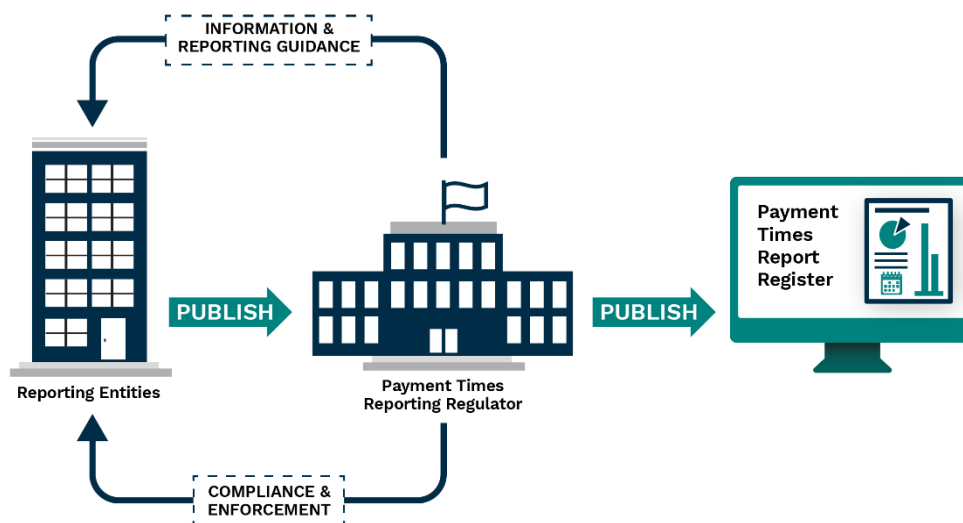 INFORMATION &
REPORTING GUIDANCE
Payment
Times
Report
Register
PUBLISH
PUBLISH
Reporting Entities
Payment Times
Reporting Regulator
COMPLIANCE &
ENFORCEMENT